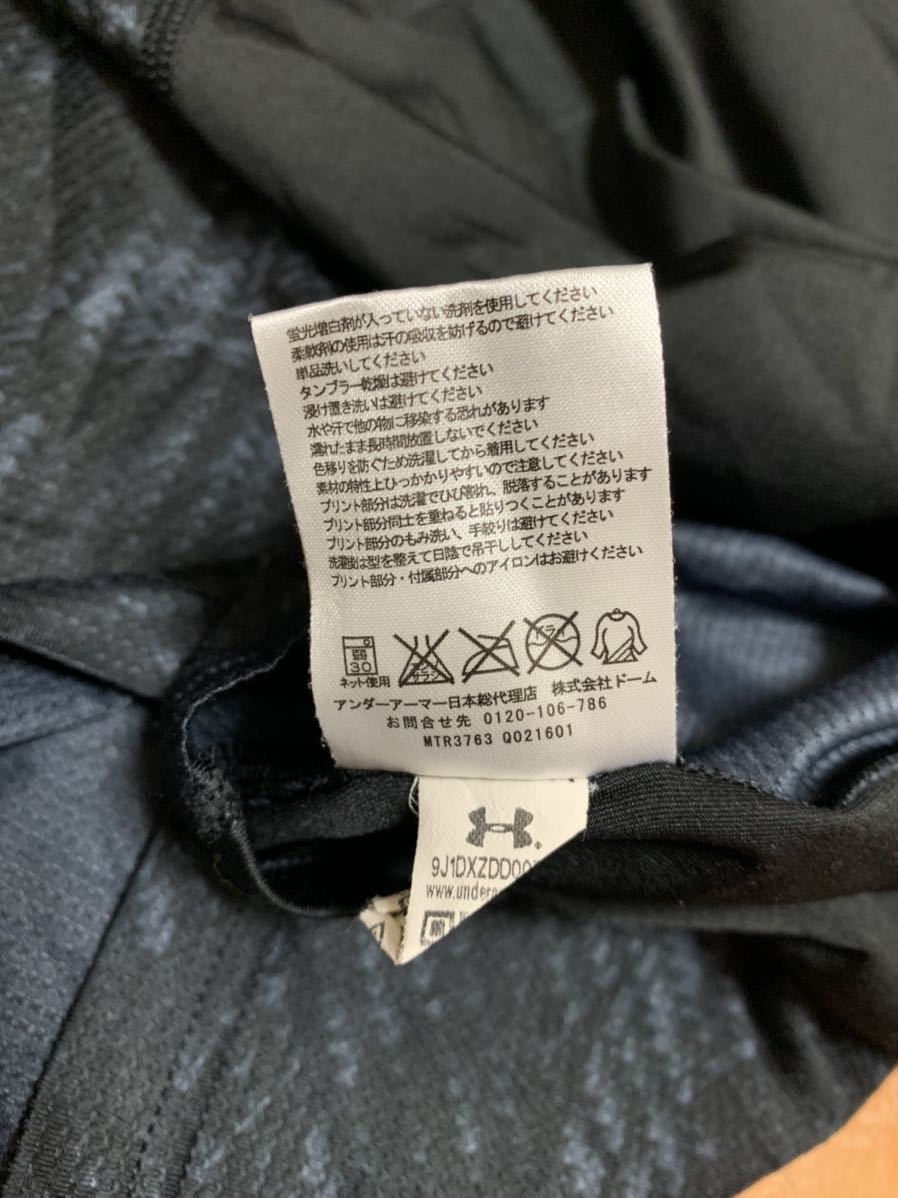 蛍光増白剤が入っていない洗剤を使用してください
柔軟剤の使用は汗の吸収を妨げるので避けてください
単品洗いしてください
タンブラー乾燥は避けてください
浸け置き洗いは避けてください
水や汗で他の物に移染する恐れがあります
濡れたまま長時間放置しないでください
色移りを防ぐため洗濯してから着用してください
素材の特性上ひっかかりやすいので注意してください
プリント部分は洗濯でひび割れ、脱落することがあります
プリント部分同士を重ねると貼りつくことがあります
プリント部分のもみ洗い、手絞りは避けてください
洗濯後は型を整えて日陰で吊干ししてください
プリント部分・付属部分へのアイロンはお避けください
弱
30
エンソ
サラシ
ドライ
ネット使用
アンダーアーマー日本総代理店 株式会社ドーム
お問合せ先 0120-106-786
MTR3763 Q021601
9J1DXZDD00
www.undera